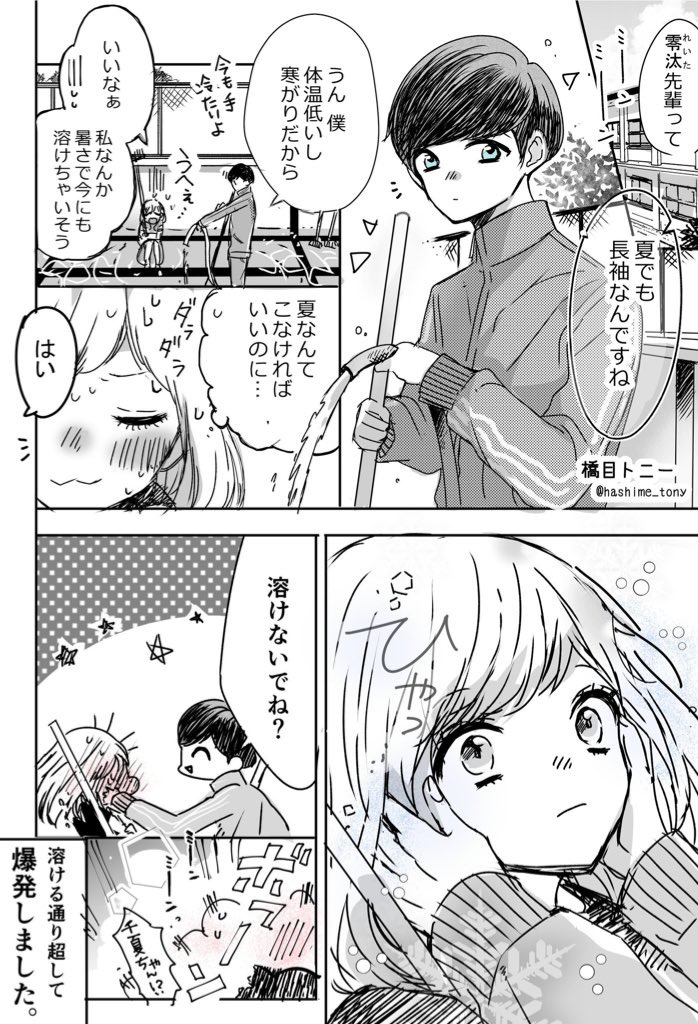 零汰先輩って
れいた
夏でも
長袖なんですね
うん 僕
体温低いし
寒がりだから
今も手
冷たいよ
うへぇ
いいなぁ
私なんか
暑さで今にも
溶けちゃいそう
夏なんて
こなければ
いいのに…
ダラ
ダラ
はい
橋目トニー
@hashime_tony
ひやっ
溶けないでね?
ボフーン
千夏ちゃん!?
溶ける通り超して
爆発しました。